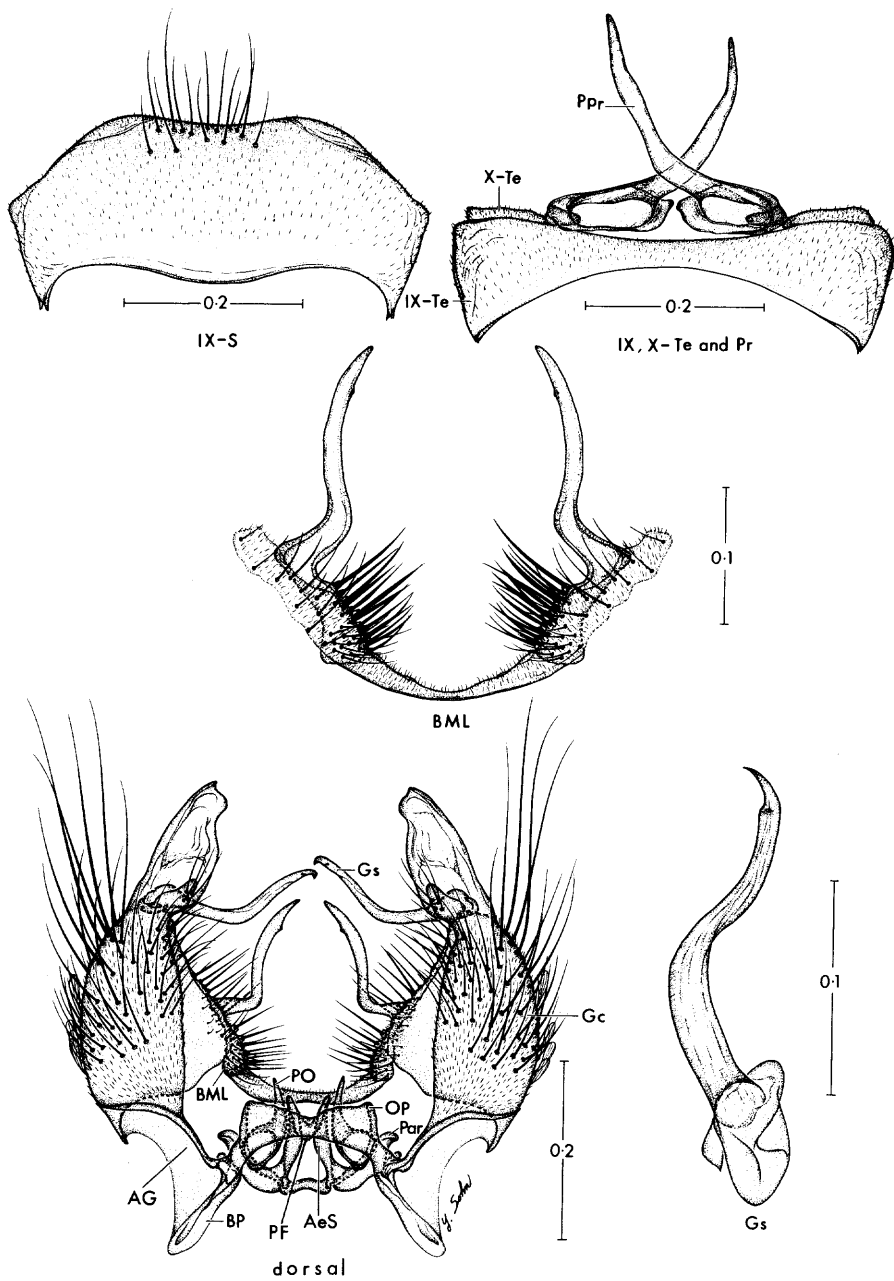 Ppr
X-Te
IX-Te
0·2
0·2
IX-S
IX, X-Te and Pr
0·1
BML
Gs
Gc
0·1
PO
BML
OP
Par
0·2
AG
BP
PF
AeS
Gs
dorsal